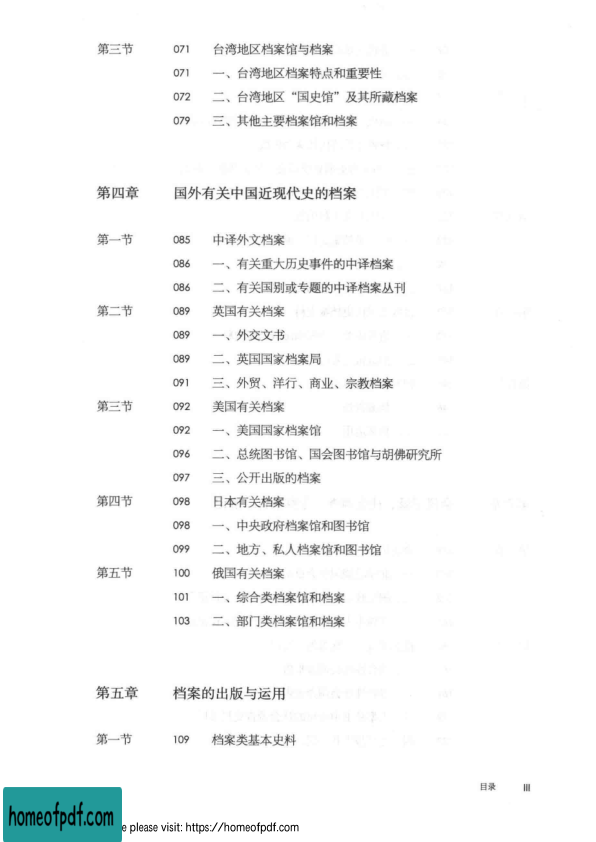 第三节 071 台湾地区档案馆与档案
071 一、台湾地区档案特点和重要性
072 二、台湾地区“国史馆”及其所藏档案
079 三、其他主要档案馆和档案
第四章 国外有关中国近现代史的档案
第一节 085 中译外文档案
086 一、有关重大历史事件的中译档案
086 二、有关国别或专题的中译档案丛刊
第二节 089 英国有关档案
089 一、外交文书
089 二、英国国家档案局
091 三、外贸、洋行、商业、宗教档案
第三节 092 美国有关档案
092 一、美国国家档案馆
096 二、总统图书馆、国会图书馆与胡佛研究所
097 三、公开出版的档案
第四节 098 日本有关档案
098 一、中央政府档案馆和图书馆
099 二、地方、私人档案馆和图书馆
第五节 100 俄国有关档案
101 一、综合类档案馆和档案
103 二、部门类档案馆和档案
第五章 档案的出版与运用
第一节 109 档案类基本史料
目录 III
homeofpdf.com
e please visit: https://homeofpdf.com